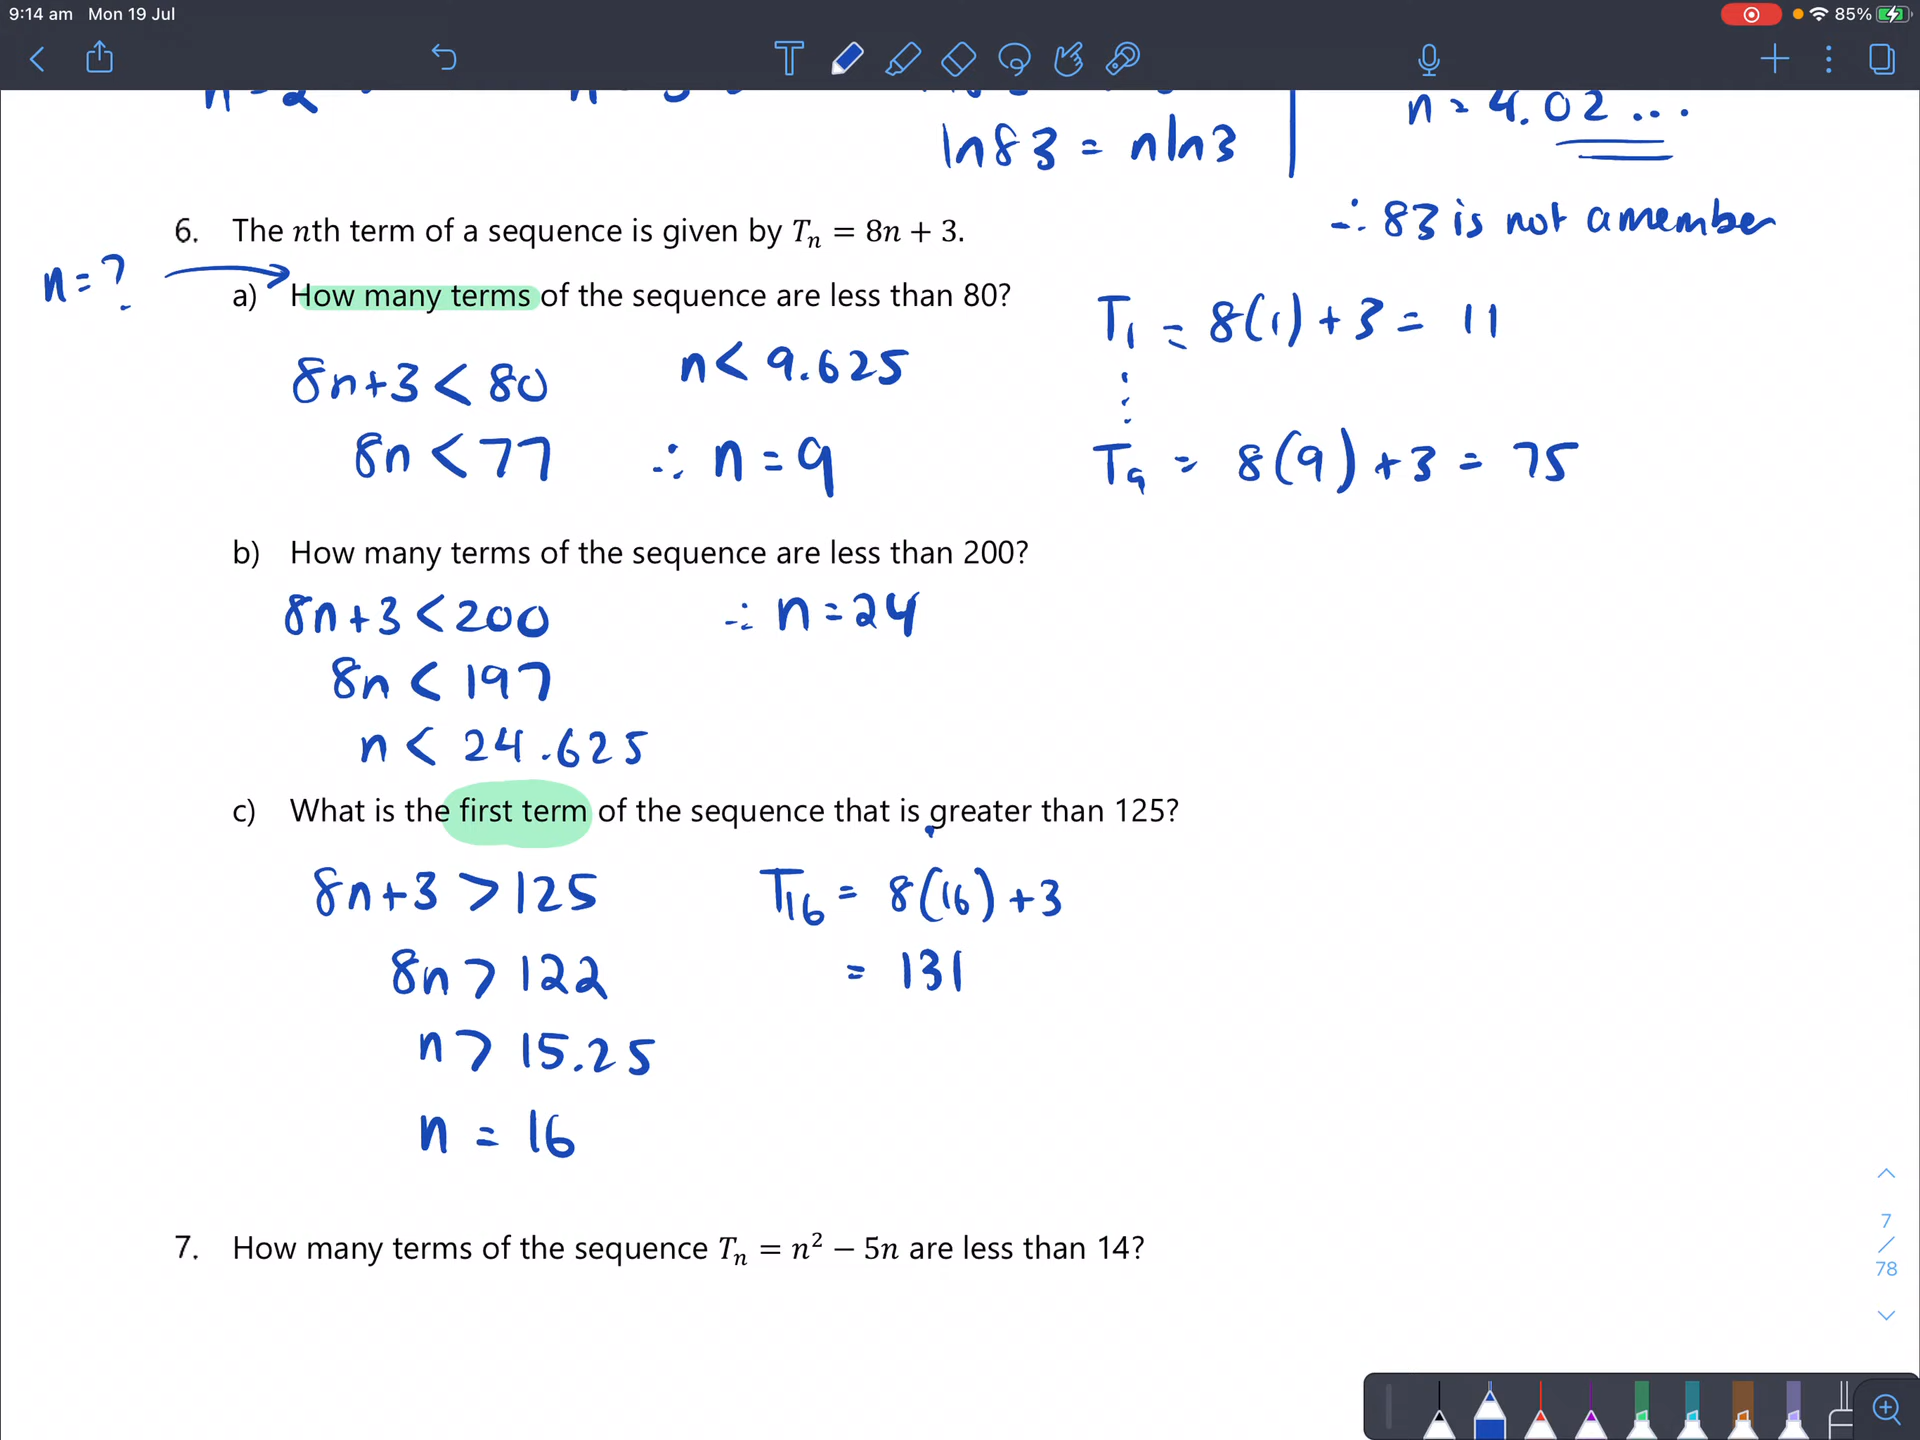 9:14 am Mon 19 Jul
85%
n = 4.02 ...
ln83 = nln3
∴ 83 is not a member
6. The nth term of a sequence is given by Tₙ = 8n + 3.
n = ?
a) How many terms of the sequence are less than 80?
T₁ = 8(1) + 3 = 11
8n+3 < 80
n < 9.625
⋮
8n < 77
∴ n = 9
T₉ = 8(9) + 3 = 75
b) How many terms of the sequence are less than 200?
8n+3 < 200
∴ n = 24
8n < 197
n < 24.625
c) What is the first term of the sequence that is greater than 125?
8n+3 > 125
T₁₆ = 8(16) + 3
8n > 122
= 131
n > 15.25
n = 16
7. How many terms of the sequence Tₙ = n² − 5n are less than 14?
7
/
78